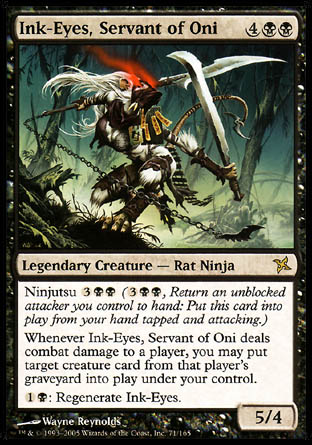 Ink-Eyes, Servant of Oni 4
Legendary Creature — Rat Ninja
Ninjutsu 3 (3, Return an unblocked
attacker you control to hand: Put this card into
play from your hand tapped and attacking.)
Whenever Ink-Eyes, Servant of Oni deals
combat damage to a player, you may put
target creature card from that player's
graveyard into play under your control.
1: Regenerate Ink-Eyes.
Wayne Reynolds
™ & © 1993–2005 Wizards of the Coast, Inc. 71/165
5/4